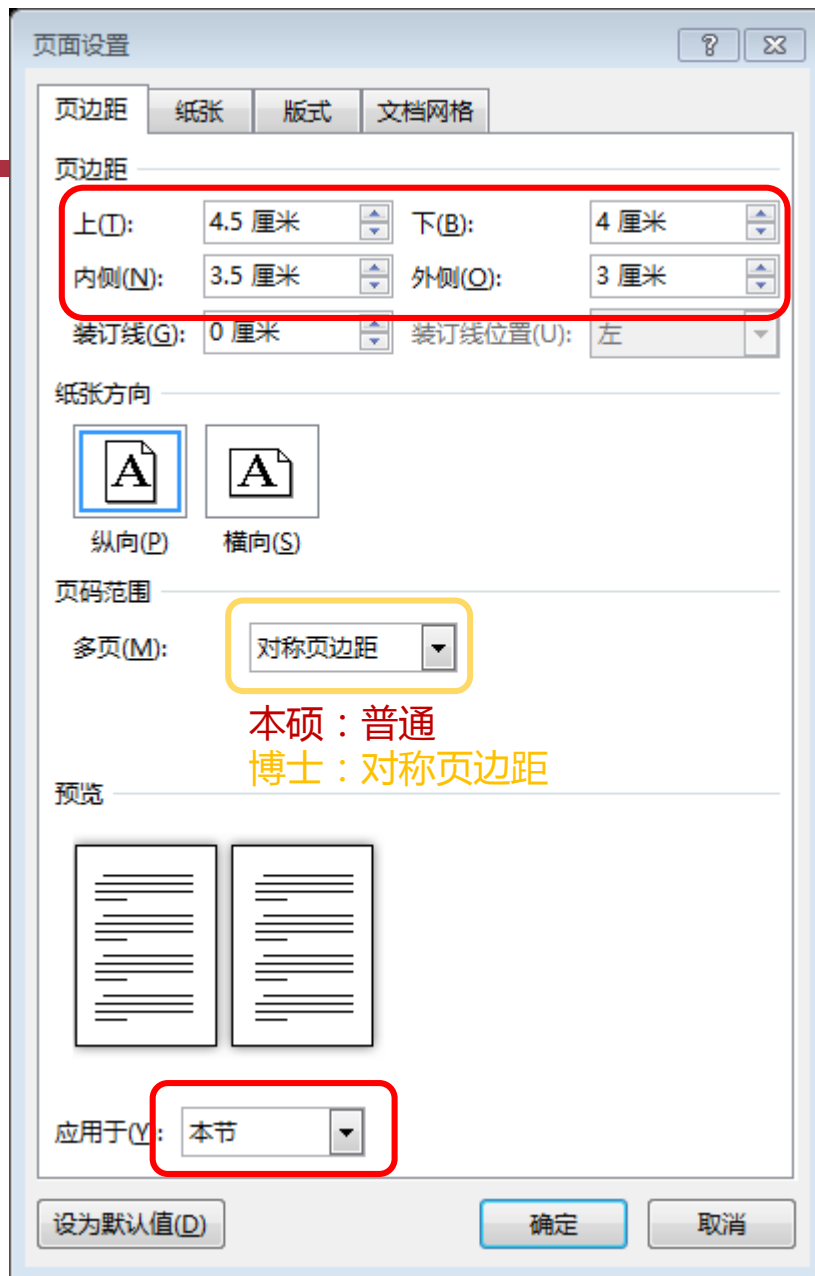 页面设置
页边距 纸张 版式 文档网格
页边距
上(T): 4.5 厘米 下(B): 4 厘米
内侧(N): 3.5 厘米 外侧(O): 3 厘米
装订线(G): 0 厘米 装订线位置(U): 左
纸张方向
A A
纵向(P) 横向(S)
页码范围
多页(M): 对称页边距
本硕：普通
博士：对称页边距
预览
应用于(Y): 本节
设为默认值(D) 确定 取消